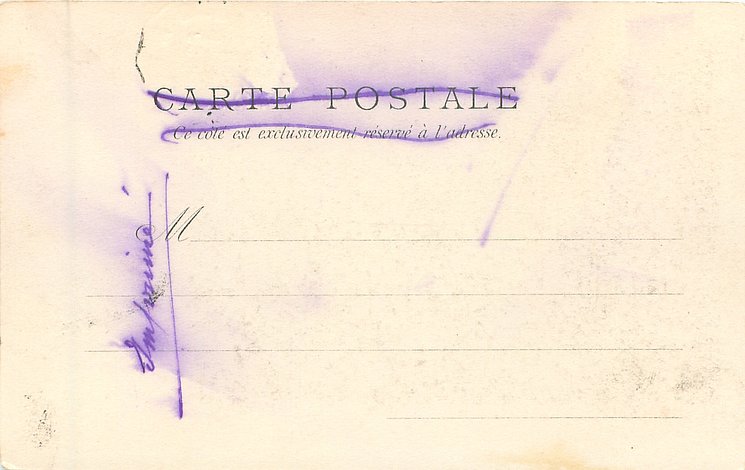 CARTE POSTALE
Ce côté est exclusivement réservé à l'adresse.
M
Imprimé